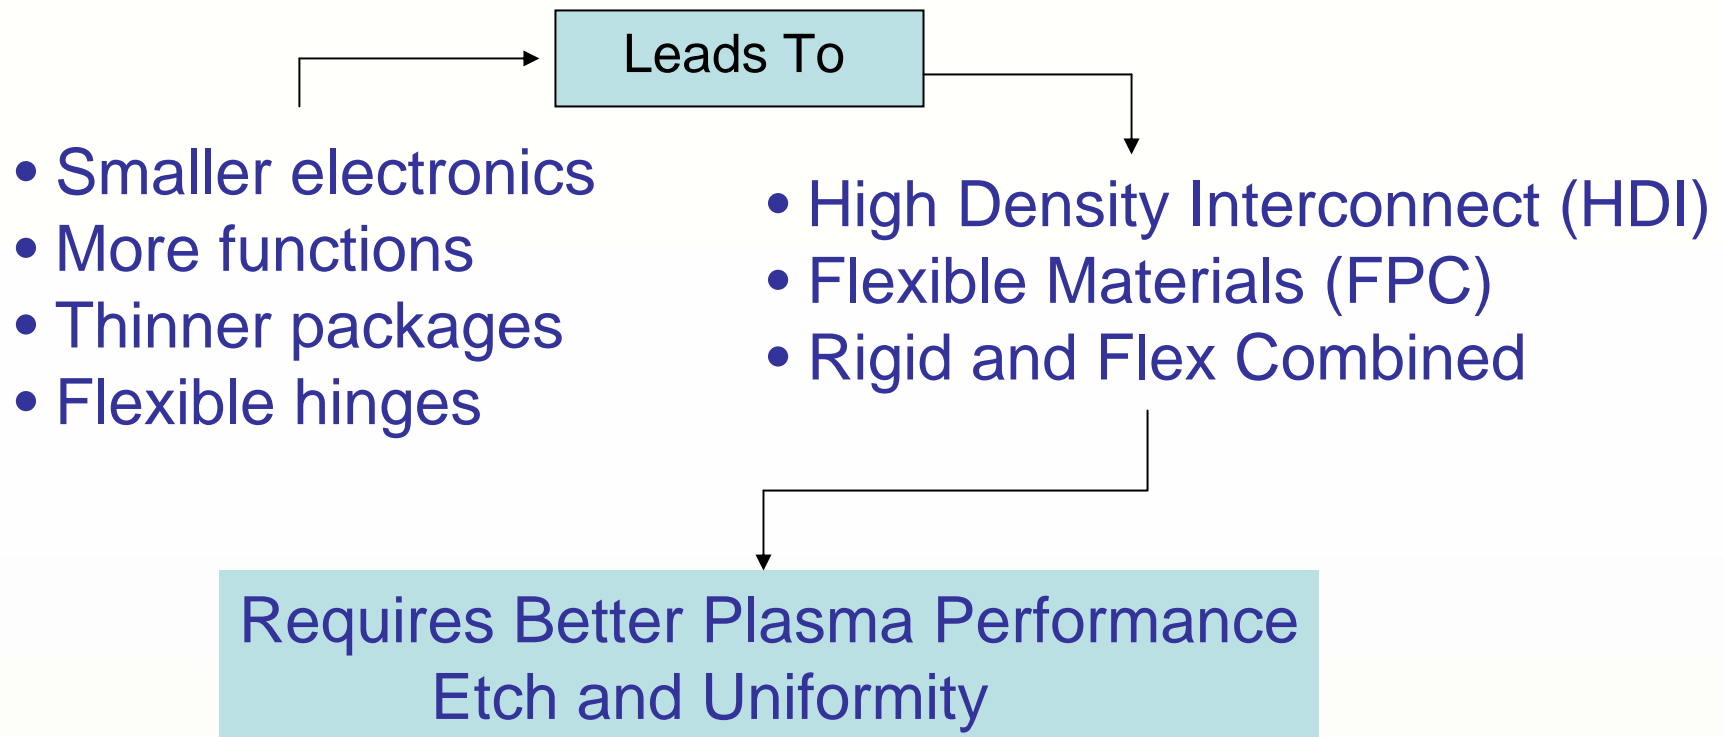 Leads To
• Smaller electronics
• More functions
• Thinner packages
• Flexible hinges
• High Density Interconnect (HDI)
• Flexible Materials (FPC)
• Rigid and Flex Combined
Requires Better Plasma Performance
Etch and Uniformity